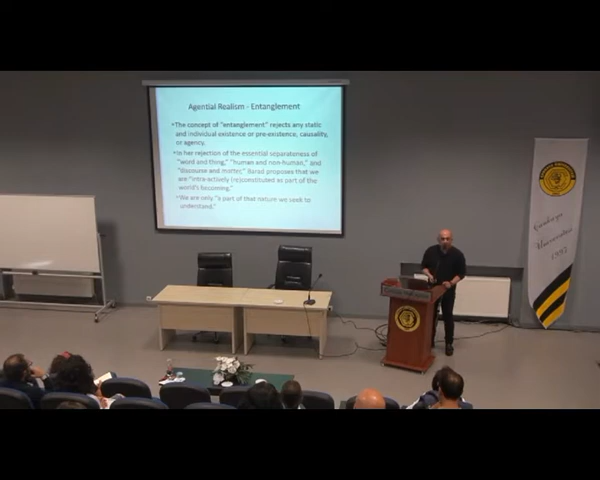 Agential Realism - Entanglement
•The concept of "entanglement" rejects any static
and individual existence or pre-existence, causality,
or agency.
•In her rejection of the essential separateness of
"word and thing," "human and non-human," and
"discourse and matter," Barad proposes that we
are "intra-actively (re)constituted as part of the
world's becoming."
•We are only "a part of that nature we seek to
understand."
Üniversitesi